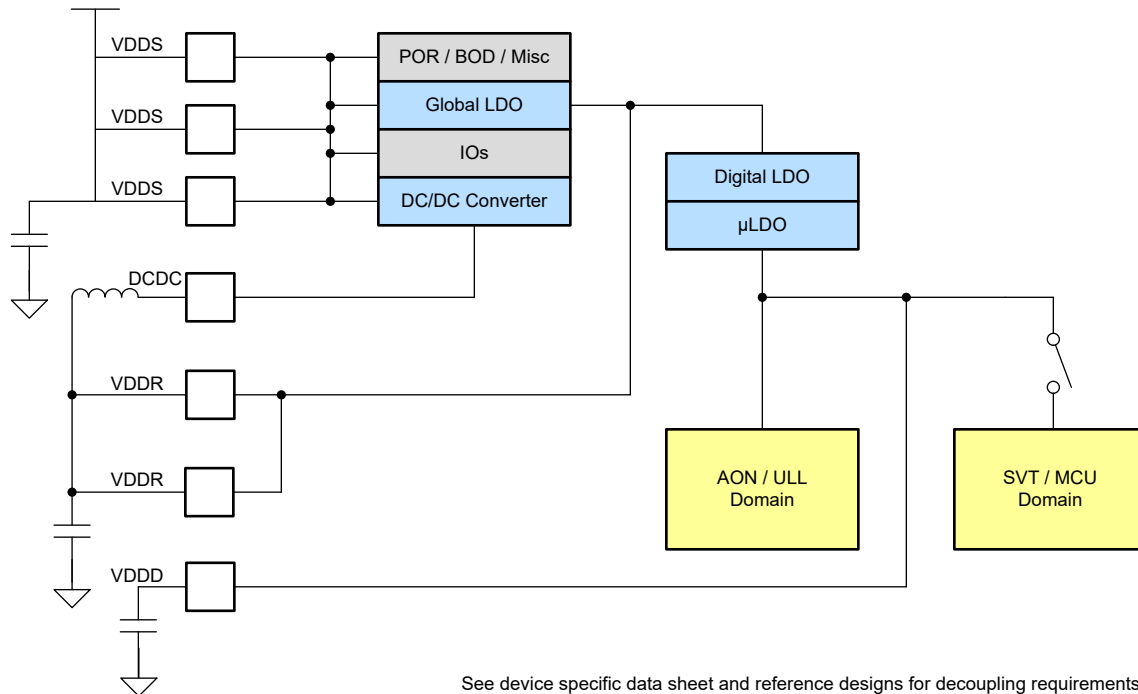 VDDS
POR / BOD / Misc
Global LDO
VDDS
IOs
VDDS
DC/DC Converter
Digital LDO
µLDO
DCDC
VDDR
VDDR
AON / ULL
Domain
SVT / MCU
Domain
VDDD
See device specific data sheet and reference designs for decoupling requirements